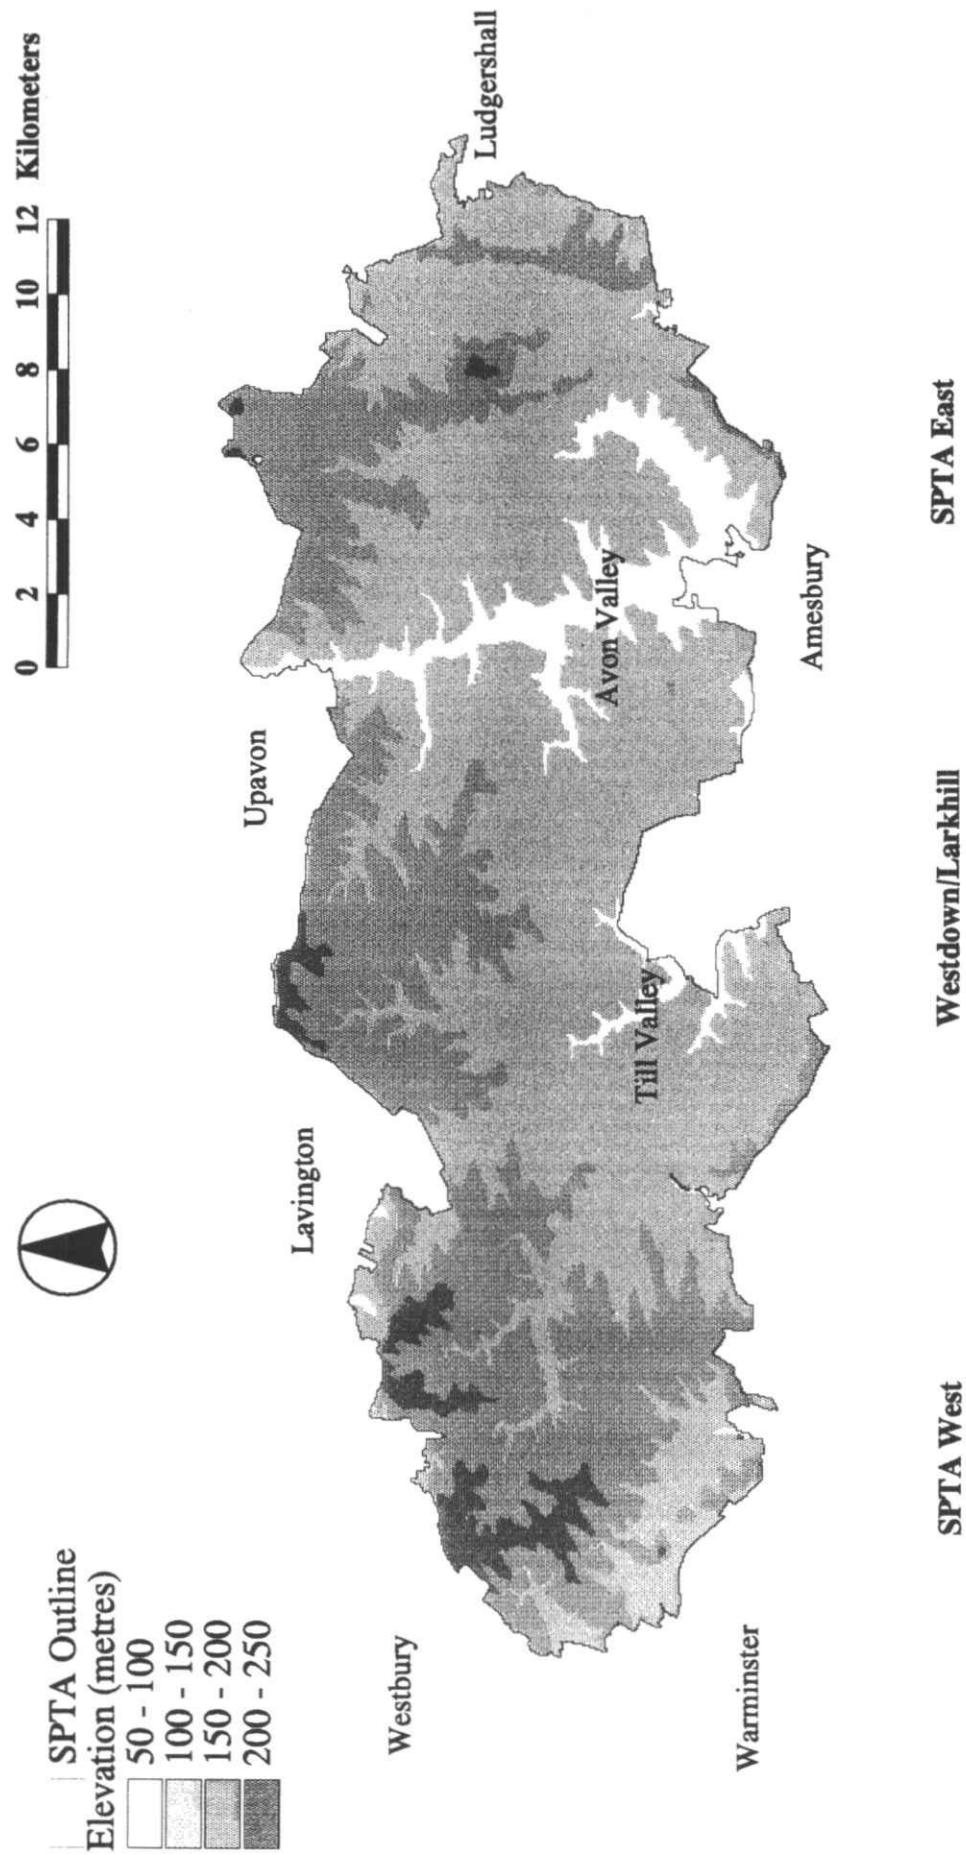 SPTA Outline
Elevation (metres)
50 - 100
100 - 150
150 - 200
200 - 250
0 2 4 6 8 10 12 Kilometers
Westbury
Lavington
Upavon
Ludgershall
Till Valley
Avon Valley
Warminster
Amesbury
SPTA West
Westdown/Larkhill
SPTA East